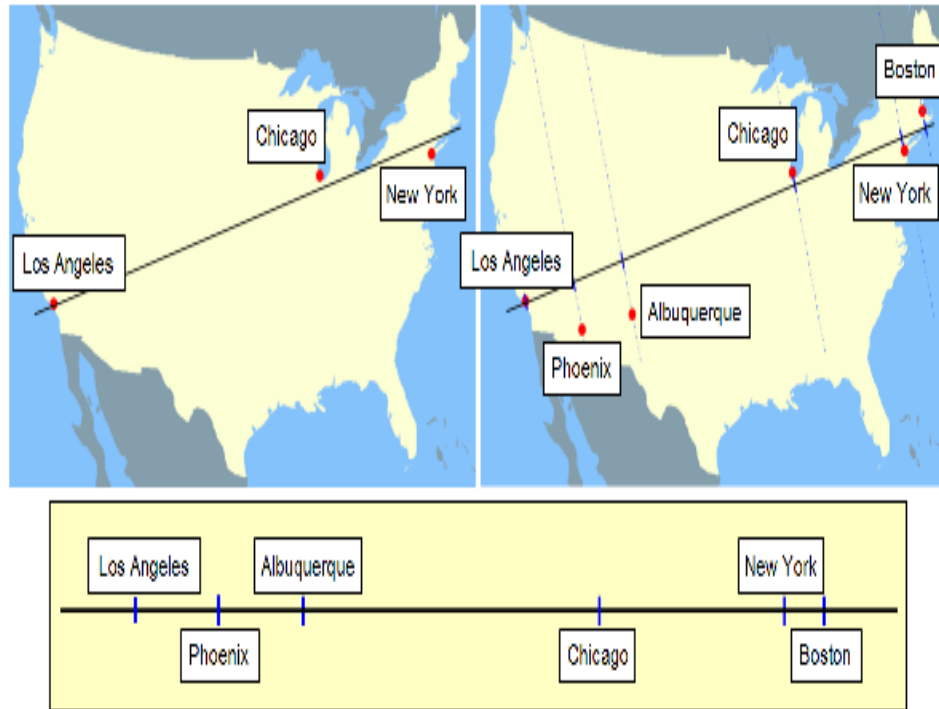 Chicago
New York
Los Angeles
Boston
Chicago
New York
Los Angeles
Albuquerque
Phoenix
Los Angeles
Albuquerque
New York
Phoenix
Chicago
Boston